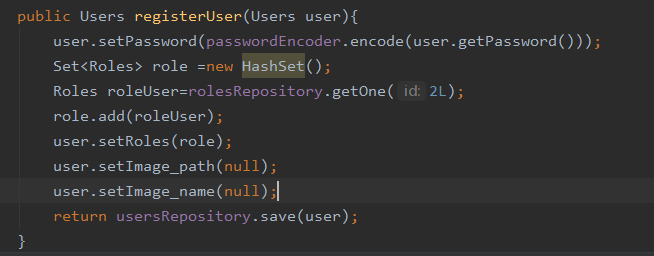 public Users registerUser(Users user){
user.setPassword(passwordEncoder.encode(user.getPassword()));
Set<Roles> role =new HashSet();
Roles roleUser=rolesRepository.getOne( id: 2L);
role.add(roleUser);
user.setRoles(role);
user.setImage_path(null);
user.setImage_name(null);
return usersRepository.save(user);
}